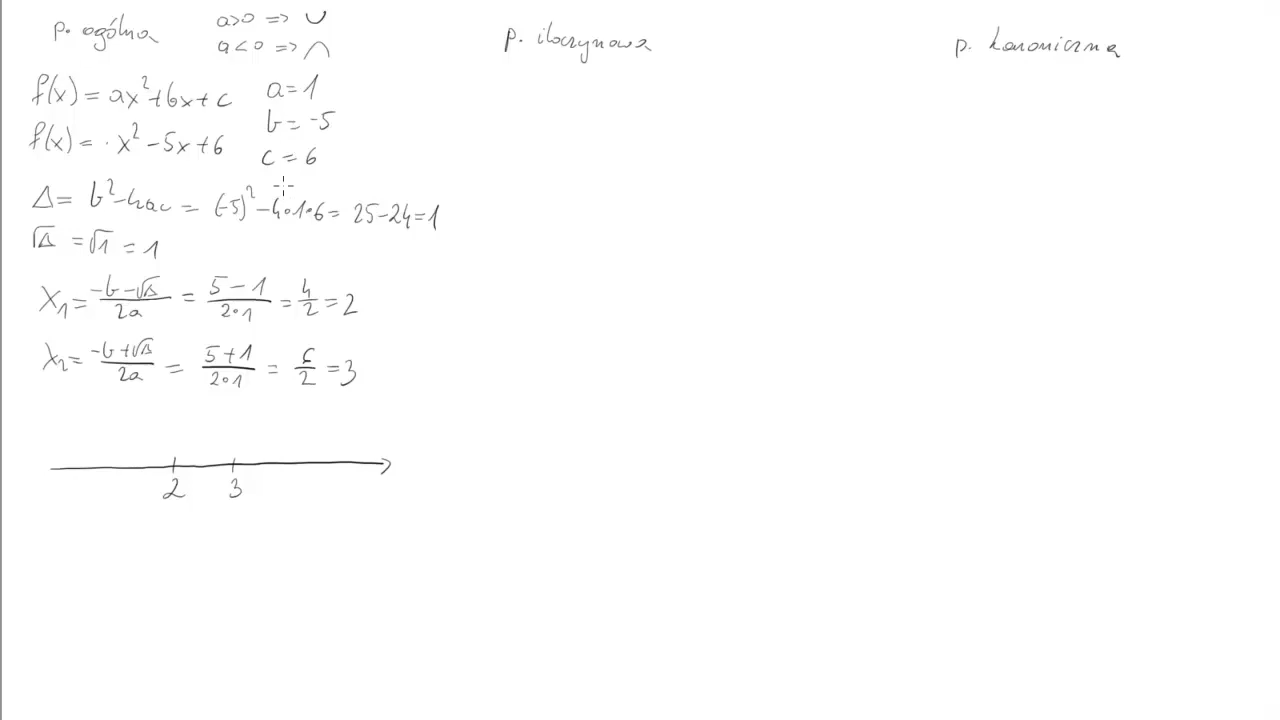 p. ogólna
a>0 => ∪
a<0 => ∩
f(x) = ax²+bx+c
a=1
b=-5
f(x) = x²-5x+6
c=6
Δ= b²-4ac = (-5)²-4•1•6= 25-24=1
√Δ =√1 =1
x₁= (-b-√Δ)/(2a) = (5-1)/(2•1) = 4/2 =2
x₂= (-b+√Δ)/(2a) = (5+1)/(2•1) = 6/2 =3
2 3
p. iloczynowa
p. kanoniczna